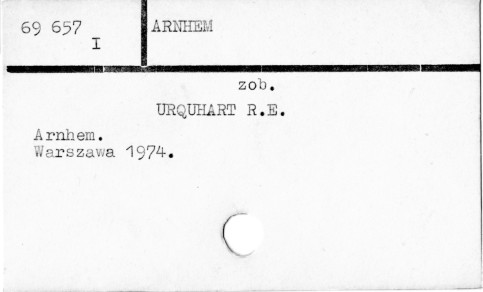 69 657
I
ARNHEM
zob.
URQUHART R.E.
Arnhem.
Warszawa 1974.